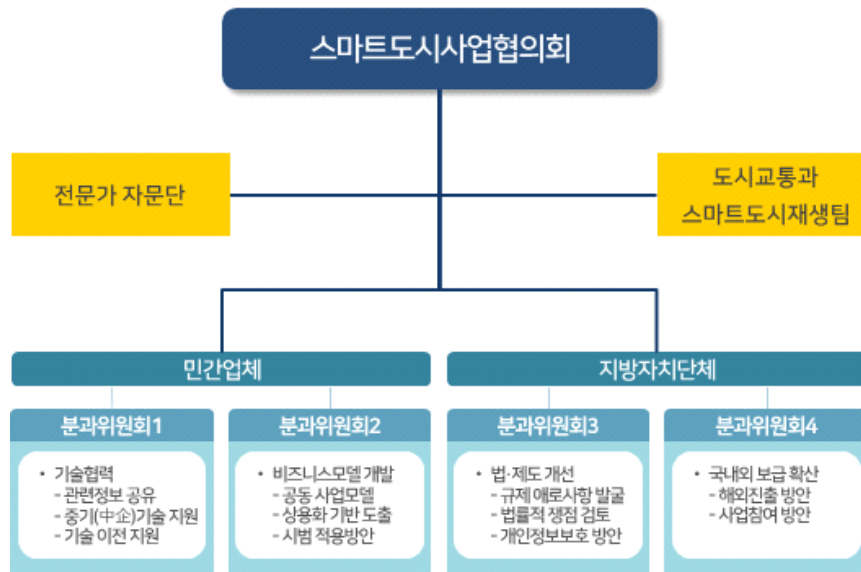 스마트도시사업협의회
전문가 자문단
도시교통과
스마트도시재생팀
민간업체
지방자치단체
분과위원회1
• 기술협력
- 관련정보 공유
- 중기(中企)기술 지원
- 기술 이전 지원
분과위원회2
• 비즈니스모델 개발
- 공동 사업모델
- 상용화 기반 도출
- 시범 적용방안
분과위원회3
• 법·제도 개선
- 규제 애로사항 발굴
- 법률적 쟁점 검토
- 개인정보보호 방안
분과위원회4
• 국내외 보급 확산
- 해외진출 방안
- 사업참여 방안